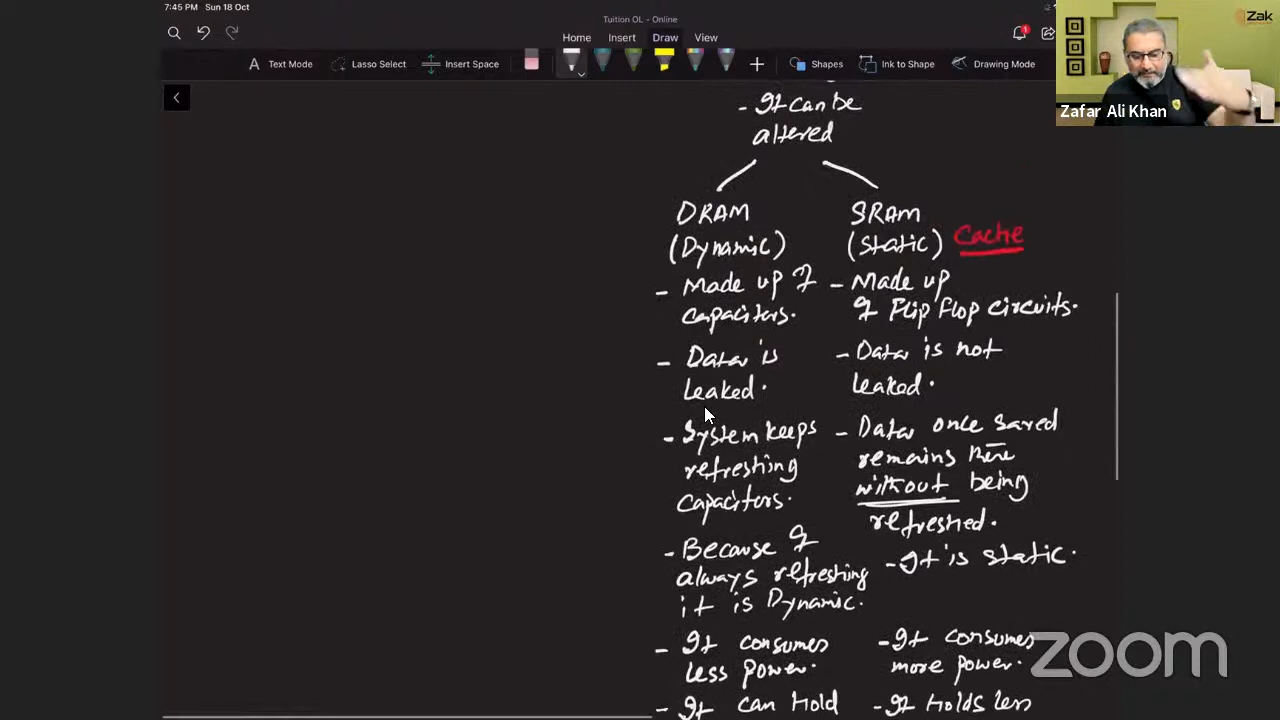 7:45 PM Sun 18 Oct
Tuition OL - Online
Home Insert Draw View
1
Text Mode Lasso Select Insert Space Shapes Ink to Shape Drawing Mode
Zak
Zafar Ali Khan
- It can be
altered
DRAM
(Dynamic)
- Made up of
capacitors.
- Data is
leaked.
- System keeps
refreshing
capacitors.
- Because of
always refreshing
it is Dynamic.
- It consumes
less power.
- It can hold
SRAM
(Static) Cache
- Made up
of Flip Flop circuits.
- Data is not
leaked.
- Data once saved
remains there
without being
refreshed.
- It is static.
- It consumes
more power.
- It holds less
zoom